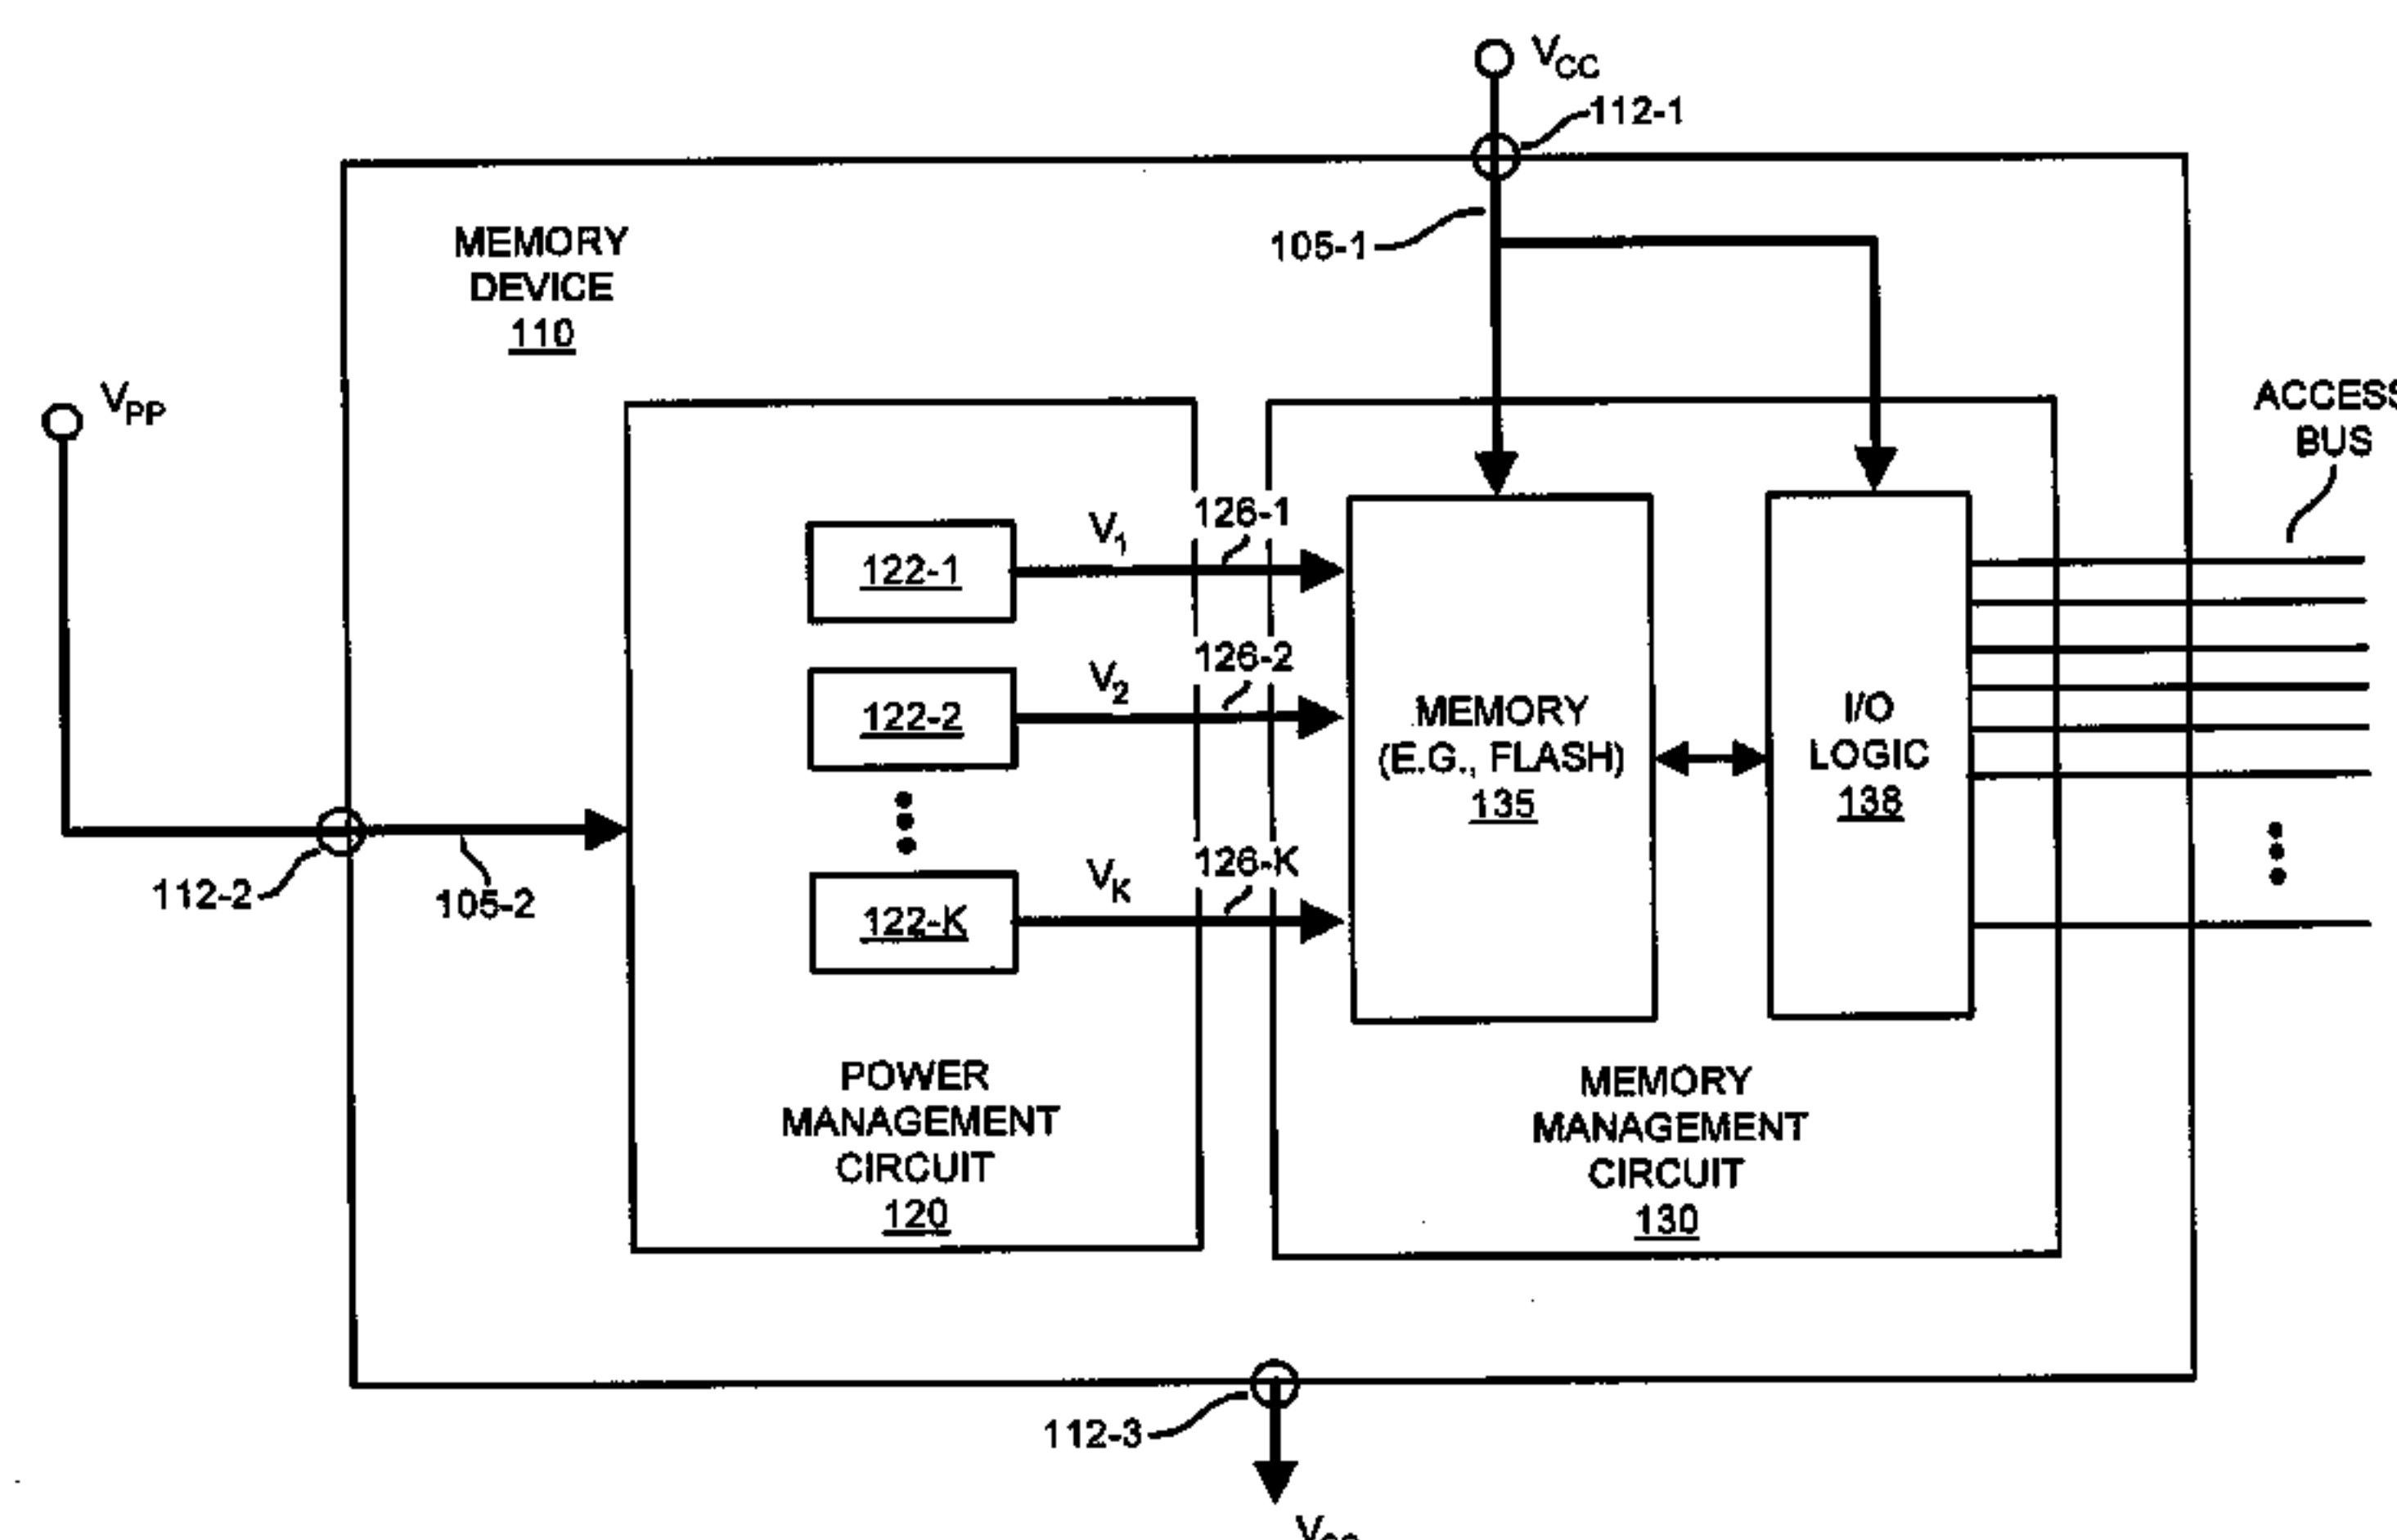 VCC
112-1
105-1
MEMORY
DEVICE
110
VPP
ACCESS
BUS
V1
126-1
122-1
V2
126-2
122-2
VK
126-K
122-K
MEMORY
(E.G., FLASH)
135
I/O
LOGIC
138
112-2
105-2
POWER
MANAGEMENT
CIRCUIT
120
MEMORY
MANAGEMENT
CIRCUIT
130
112-3